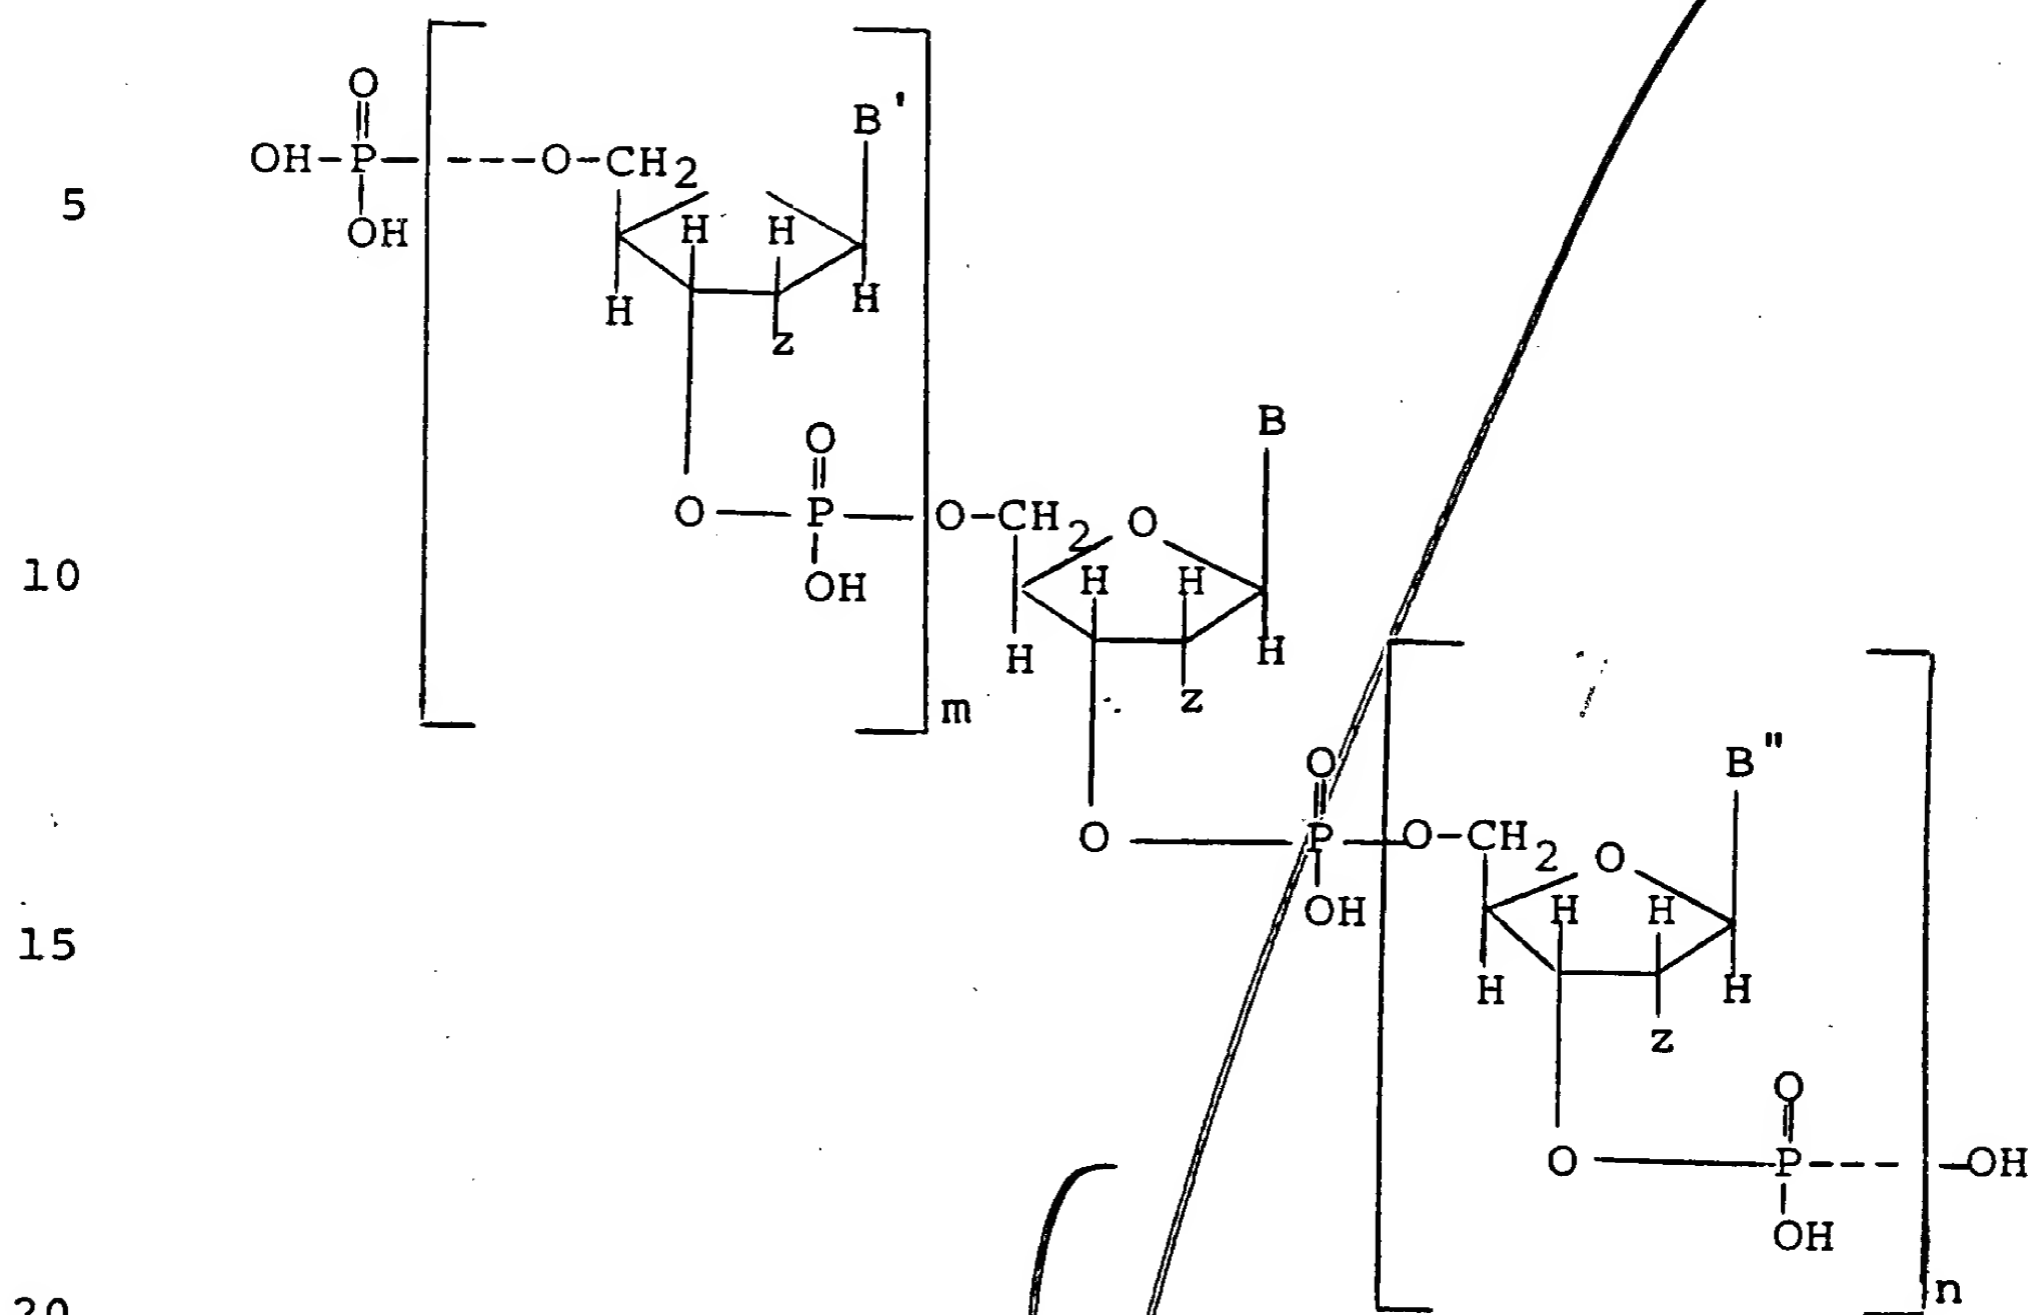 O
B'
OH-P- ---O-CH2
5
OH
H H
H H
z
B
O
O — P — O-CH2 O
10
OH H H
H H
m z
B"
O
O — P — O-CH2 O
OH H H
15
H H
z
O
O — P--- -OH
OH
20 n